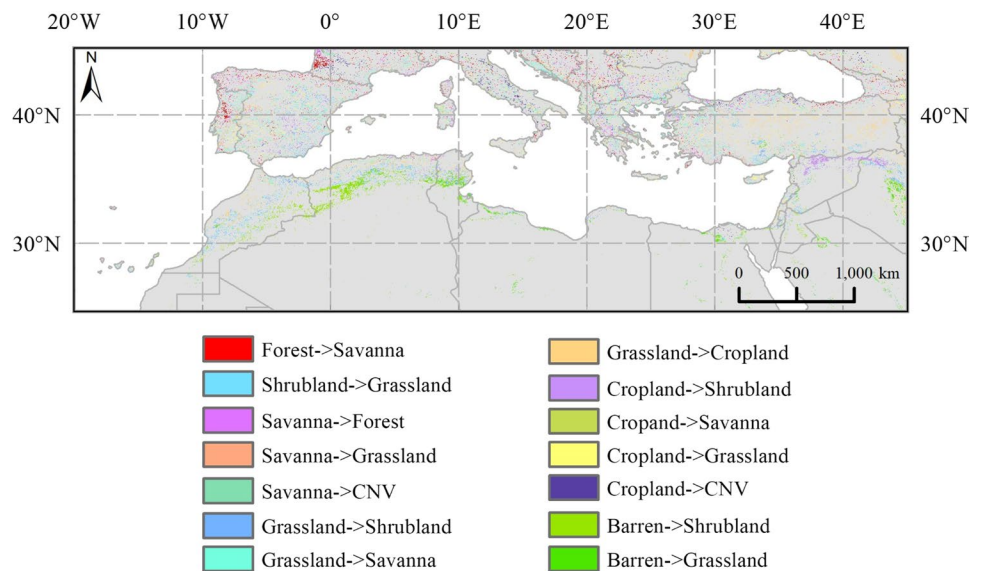 20°W 10°W 0° 10°E 20°E 30°E 40°E
N
40°N 40°N
30°N 30°N
0 500 1,000 km
Forest->Savanna
Shrubland->Grassland
Savanna->Forest
Savanna->Grassland
Savanna->CNV
Grassland->Shrubland
Grassland->Savanna
Grassland->Cropland
Cropland->Shrubland
Cropand->Savanna
Cropland->Grassland
Cropland->CNV
Barren->Shrubland
Barren->Grassland